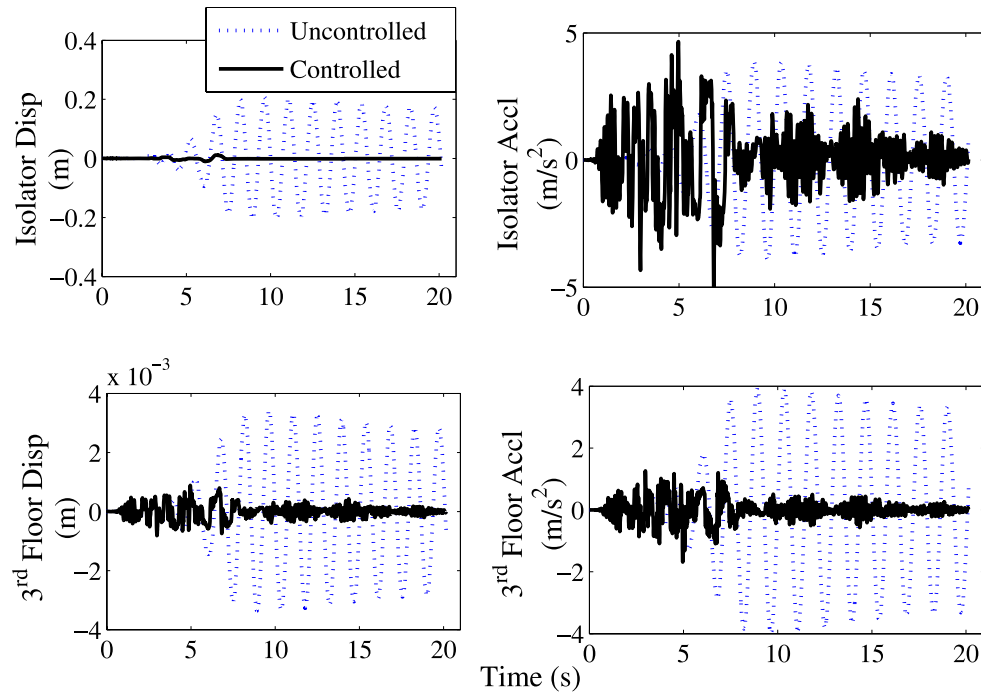 Uncontrolled
Controlled
0.4
0.2
0
−0.2
−0.4
Isolator Disp
(m)
0 5 10 15 20
5
0
−5
Isolator Accl
(m/s²)
0 5 10 15 20
x 10⁻³
4
2
0
−2
−4
3ʳᵈ Floor Disp
(m)
0 5 10 15 20
4
2
0
−2
−4
3ʳᵈ Floor Accl
(m/s²)
0 5 10 15 20
Time (s)